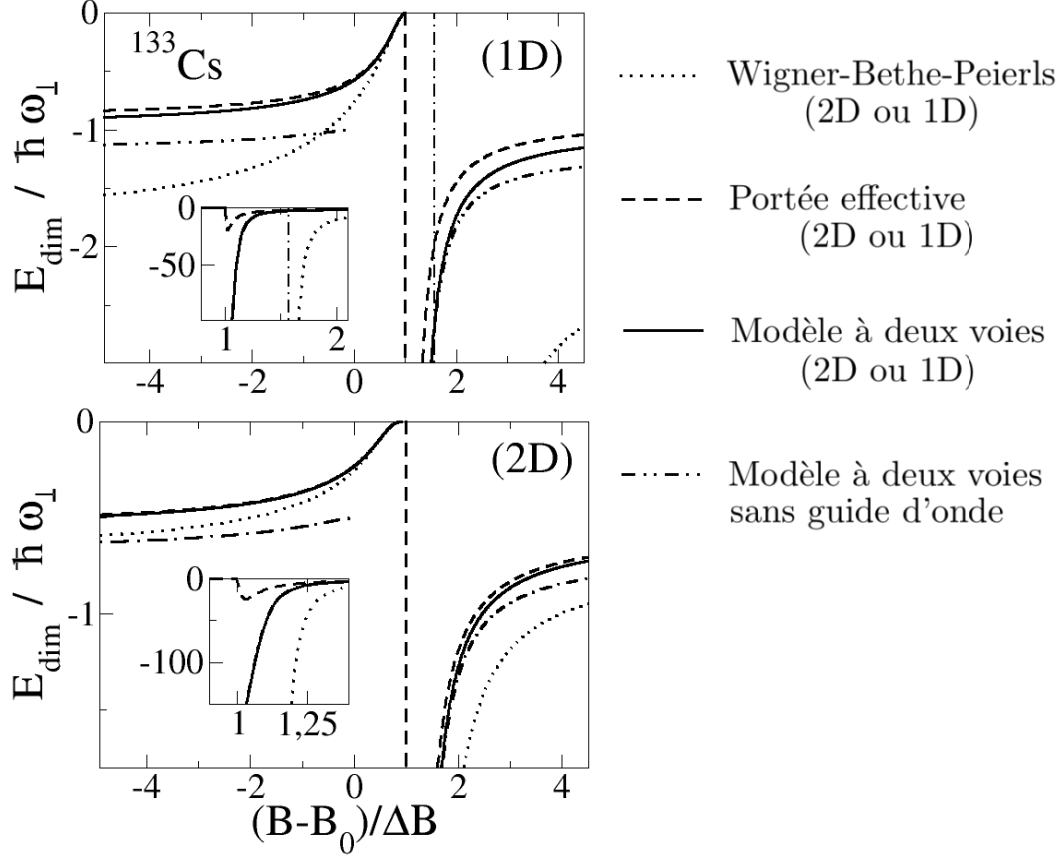 0
-1
-2
E_dim / ħ ω_⊥
¹³³Cs
(1D)
0
-50
1
2
-4
-2
0
2
4
0
-1
E_dim / ħ ω_⊥
(2D)
0
-100
1
1,25
-4
-2
0
2
4
(B-B_0)/ΔB
Wigner-Bethe-Peierls
(2D ou 1D)
Portée effective
(2D ou 1D)
Modèle à deux voies
(2D ou 1D)
Modèle à deux voies
sans guide d'onde